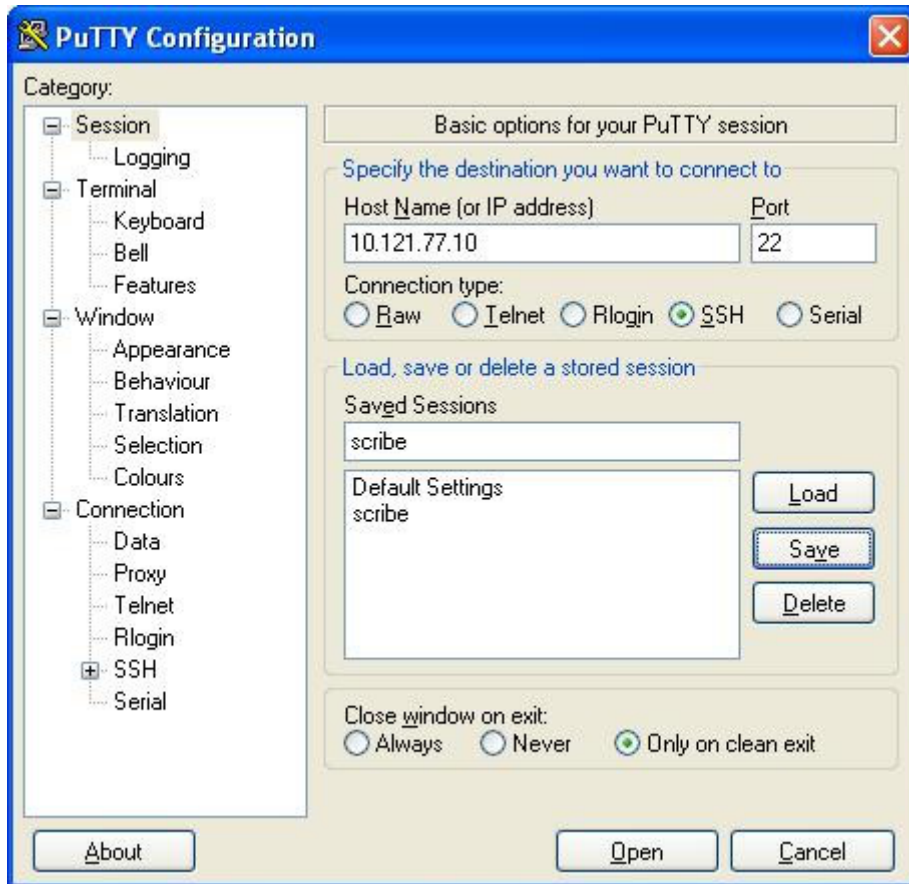 PuTTY Configuration
Category:
Session
Logging
Terminal
Keyboard
Bell
Features
Window
Appearance
Behaviour
Translation
Selection
Colours
Connection
Data
Proxy
Telnet
Rlogin
SSH
Serial
Basic options for your PuTTY session
Specify the destination you want to connect to
Host Name (or IP address) Port
10.121.77.10 22
Connection type:
Raw Telnet Rlogin SSH Serial
Load, save or delete a stored session
Saved Sessions
scribe
Default Settings
scribe
Load
Save
Delete
Close window on exit:
Always Never Only on clean exit
About Open Cancel